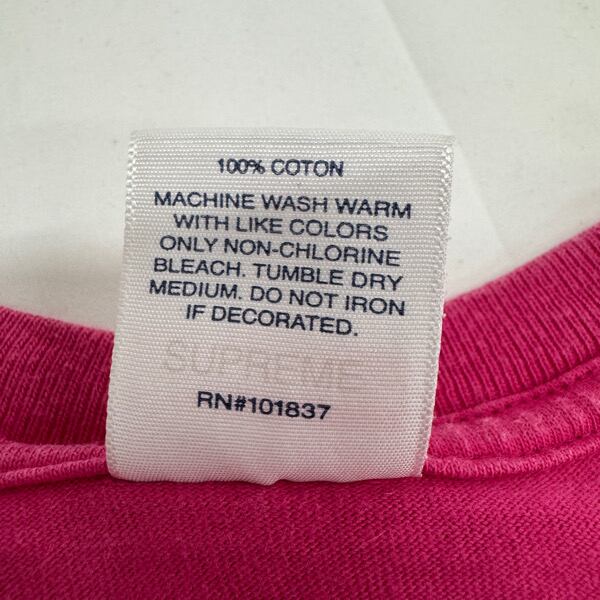 100% COTON
MACHINE WASH WARM
WITH LIKE COLORS
ONLY NON-CHLORINE
BLEACH. TUMBLE DRY
MEDIUM. DO NOT IRON
IF DECORATED.
SUPREME
RN#101837